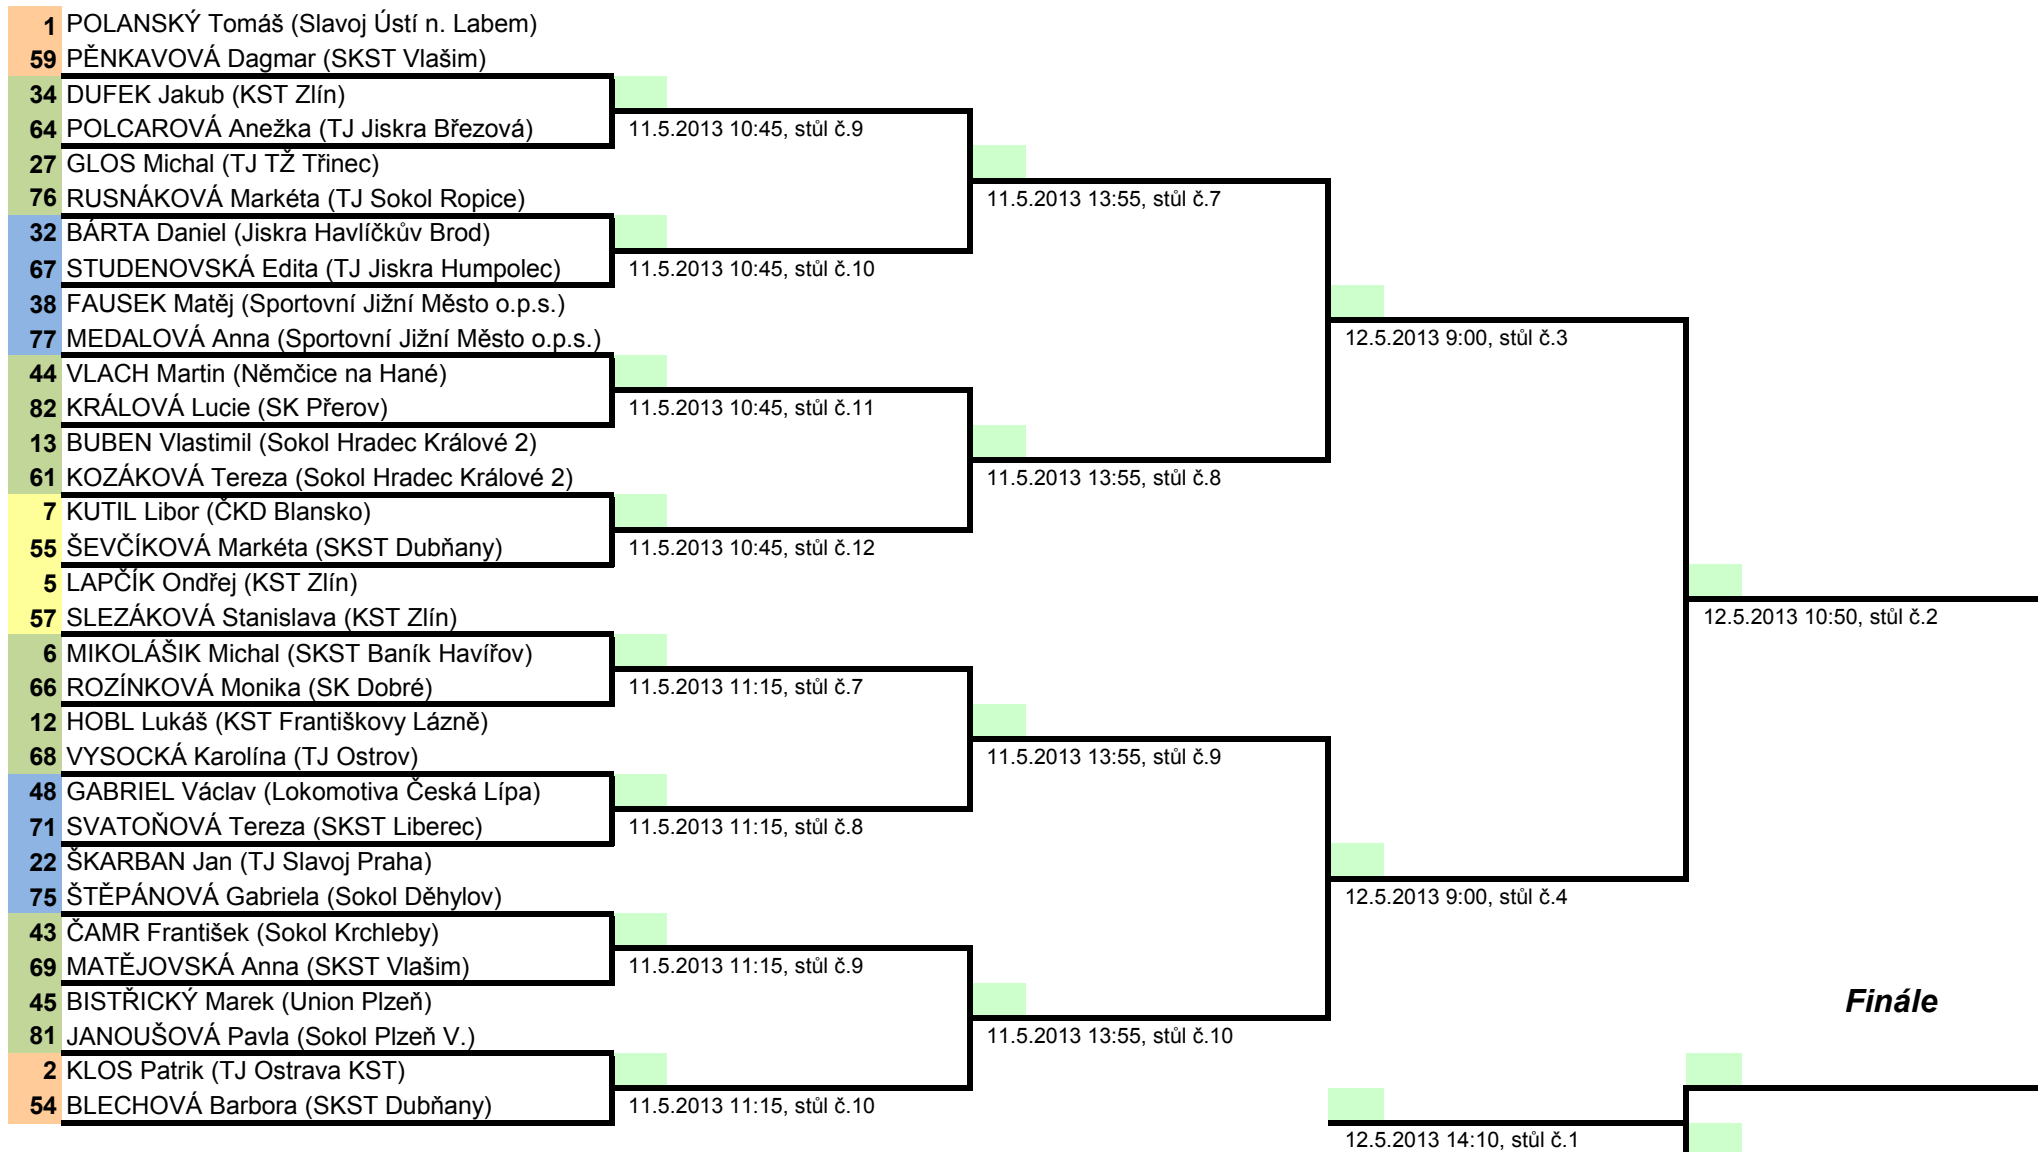 1 POLANSKÝ Tomáš (Slavoj Ústí n. Labem)
59 PĚNKAVOVÁ Dagmar (SKST Vlašim)
34 DUFEK Jakub (KST Zlín)
64 POLCAROVÁ Anežka (TJ Jiskra Březová) 11.5.2013 10:45, stůl č.9
27 GLOS Michal (TJ TŽ Třinec)
76 RUSNÁKOVÁ Markéta (TJ Sokol Ropice) 11.5.2013 13:55, stůl č.7
32 BÁRTA Daniel (Jiskra Havlíčkův Brod)
67 STUDENOVSKÁ Edita (TJ Jiskra Humpolec) 11.5.2013 10:45, stůl č.10
38 FAUSEK Matěj (Sportovní Jižní Město o.p.s.)
77 MEDALOVÁ Anna (Sportovní Jižní Město o.p.s.) 12.5.2013 9:00, stůl č.3
44 VLACH Martin (Němčice na Hané)
82 KRÁLOVÁ Lucie (SK Přerov) 11.5.2013 10:45, stůl č.11
13 BUBEN Vlastimil (Sokol Hradec Králové 2)
61 KOZÁKOVÁ Tereza (Sokol Hradec Králové 2) 11.5.2013 13:55, stůl č.8
7 KUTIL Libor (ČKD Blansko)
55 ŠEVČÍKOVÁ Markéta (SKST Dubňany) 11.5.2013 10:45, stůl č.12
5 LAPČÍK Ondřej (KST Zlín)
57 SLEZÁKOVÁ Stanislava (KST Zlín) 12.5.2013 10:50, stůl č.2
6 MIKOLÁŠIK Michal (SKST Baník Havířov)
66 ROZÍNKOVÁ Monika (SK Dobré) 11.5.2013 11:15, stůl č.7
12 HOBL Lukáš (KST Františkovy Lázně)
68 VYSOCKÁ Karolína (TJ Ostrov) 11.5.2013 13:55, stůl č.9
48 GABRIEL Václav (Lokomotiva Česká Lípa)
71 SVATOŇOVÁ Tereza (SKST Liberec) 11.5.2013 11:15, stůl č.8
22 ŠKARBAN Jan (TJ Slavoj Praha)
75 ŠTĚPÁNOVÁ Gabriela (Sokol Děhylov) 12.5.2013 9:00, stůl č.4
43 ČAMR František (Sokol Krchleby)
69 MATĚJOVSKÁ Anna (SKST Vlašim) 11.5.2013 11:15, stůl č.9
45 BISTŘICKÝ Marek (Union Plzeň) Finále
81 JANOUŠOVÁ Pavla (Sokol Plzeň V.) 11.5.2013 13:55, stůl č.10
2 KLOS Patrik (TJ Ostrava KST)
54 BLECHOVÁ Barbora (SKST Dubňany) 11.5.2013 11:15, stůl č.10
12.5.2013 14:10, stůl č.1